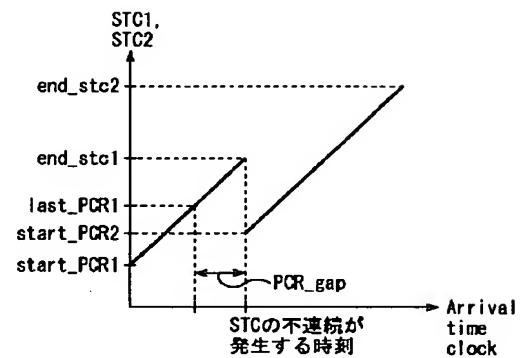 STC1,
STC2
end_stc2
end_stc1
last_PCR1
start_PCR2
start_PCR1
PCR_gap
Arrival
time
clock
STCの不連続が
発生する時刻